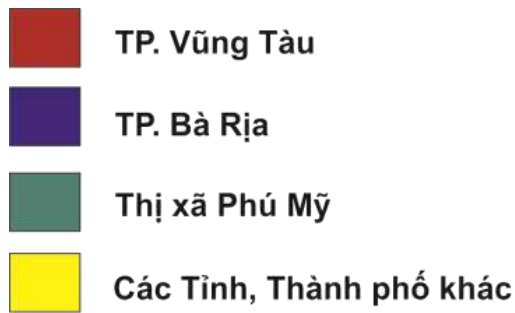 TP. Vũng Tàu
TP. Bà Rịa
Thị xã Phú Mỹ
Các Tỉnh, Thành phố khác